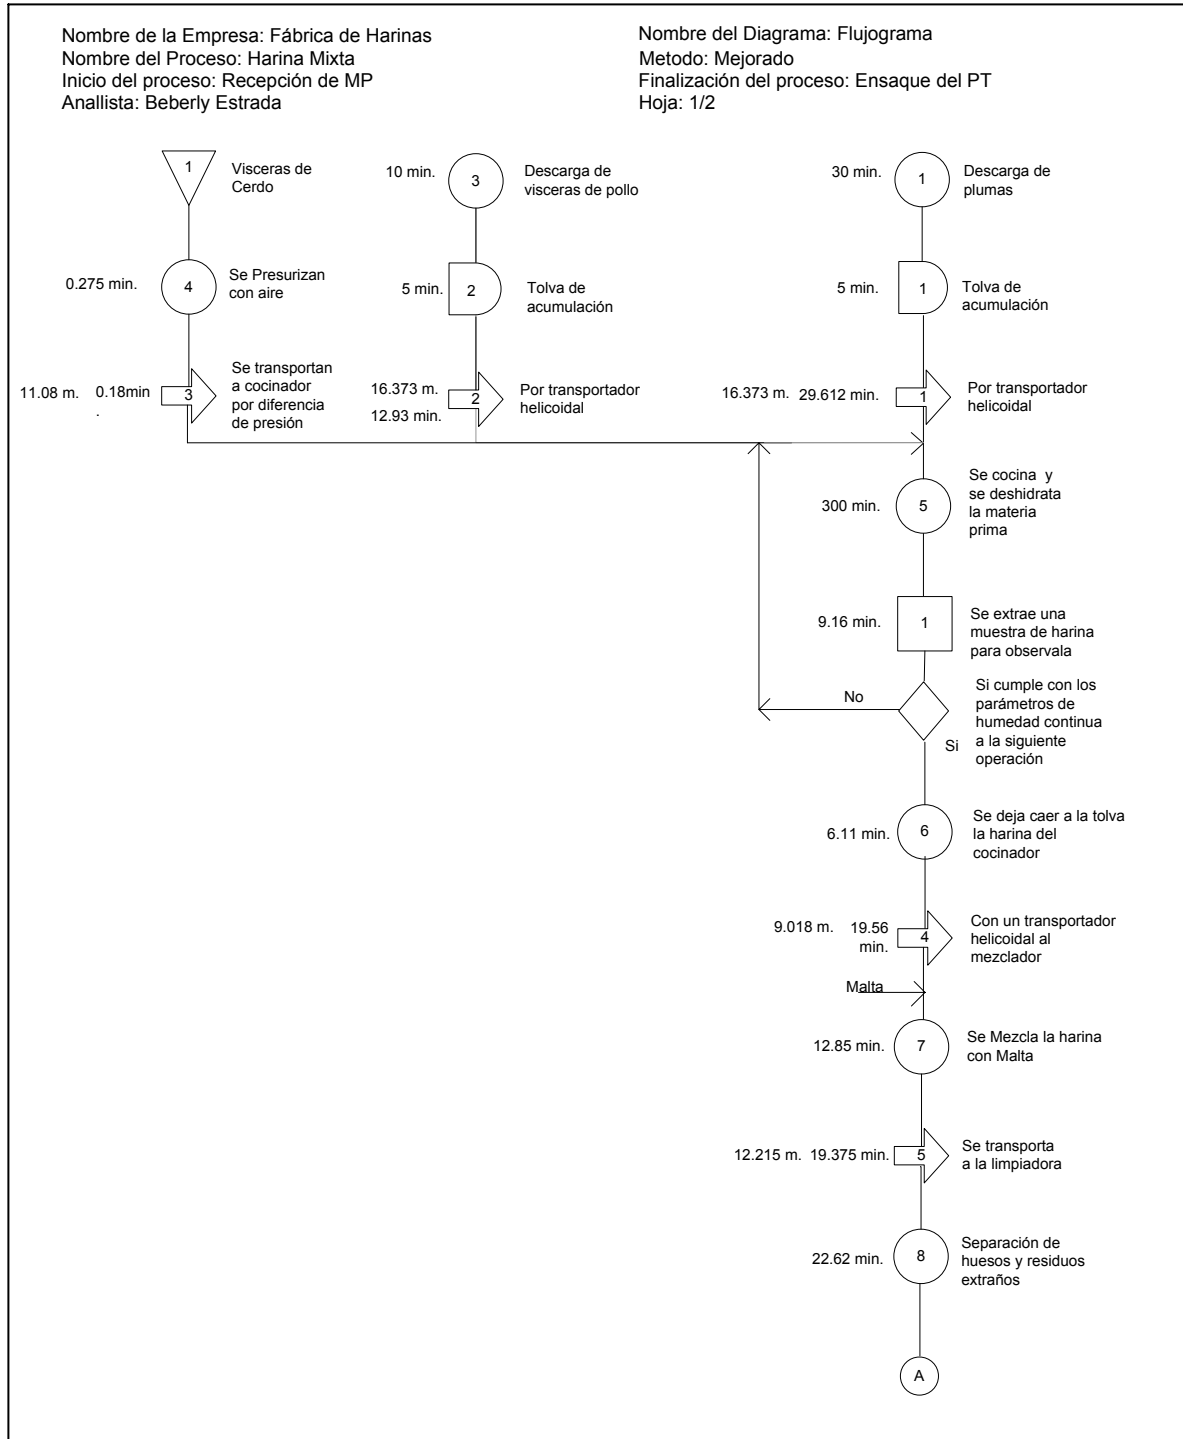 Nombre de la Empresa: Fábrica de Harinas
Nombre del Proceso: Harina Mixta
Inicio del proceso: Recepción de MP
Anallista: Beberly Estrada
Nombre del Diagrama: Flujograma
Metodo: Mejorado
Finalización del proceso: Ensaque del PT
Hoja: 1/2
1
Visceras de
Cerdo
10 min.
3
Descarga de
visceras de pollo
30 min.
1
Descarga de
plumas
0.275 min.
4
Se Presurizan
con aire
5 min.
2
Tolva de
acumulación
5 min.
1
Tolva de
acumulación
11.08 m. 0.18min
.
3
Se transportan
a cocinador
por diferencia
de presión
16.373 m.
12.93 min.
2
Por transportador
helicoidal
16.373 m. 29.612 min.
1
Por transportador
helicoidal
300 min.
5
Se cocina y
se deshidrata
la materia
prima
9.16 min.
1
Se extrae una
muestra de harina
para observala
No
Si
Si cumple con los
parámetros de
humedad continua
a la siguiente
operación
6.11 min.
6
Se deja caer a la tolva
la harina del
cocinador
9.018 m. 19.56
min.
4
Con un transportador
helicoidal al
mezclador
Malta
12.85 min.
7
Se Mezcla la harina
con Malta
12.215 m. 19.375 min.
5
Se transporta
a la limpiadora
22.62 min.
8
Separación de
huesos y residuos
extraños
A